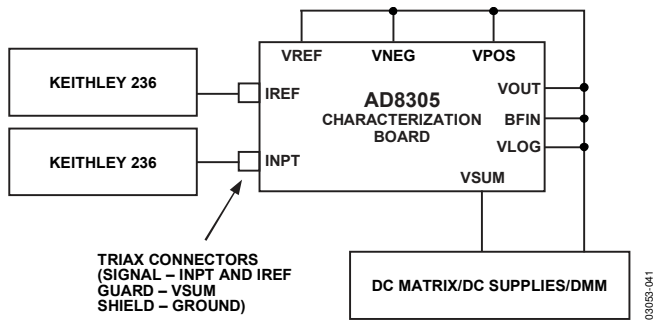 VREF VNEG VPOS
KEITHLEY 236
IREF
AD8305
CHARACTERIZATION
BOARD
VOUT
BFIN
VLOG
KEITHLEY 236
INPT
VSUM
TRIAX CONNECTORS
(SIGNAL – INPT AND IREF
GUARD – VSUM
SHIELD – GROUND)
DC MATRIX/DC SUPPLIES/DMM
03053-041